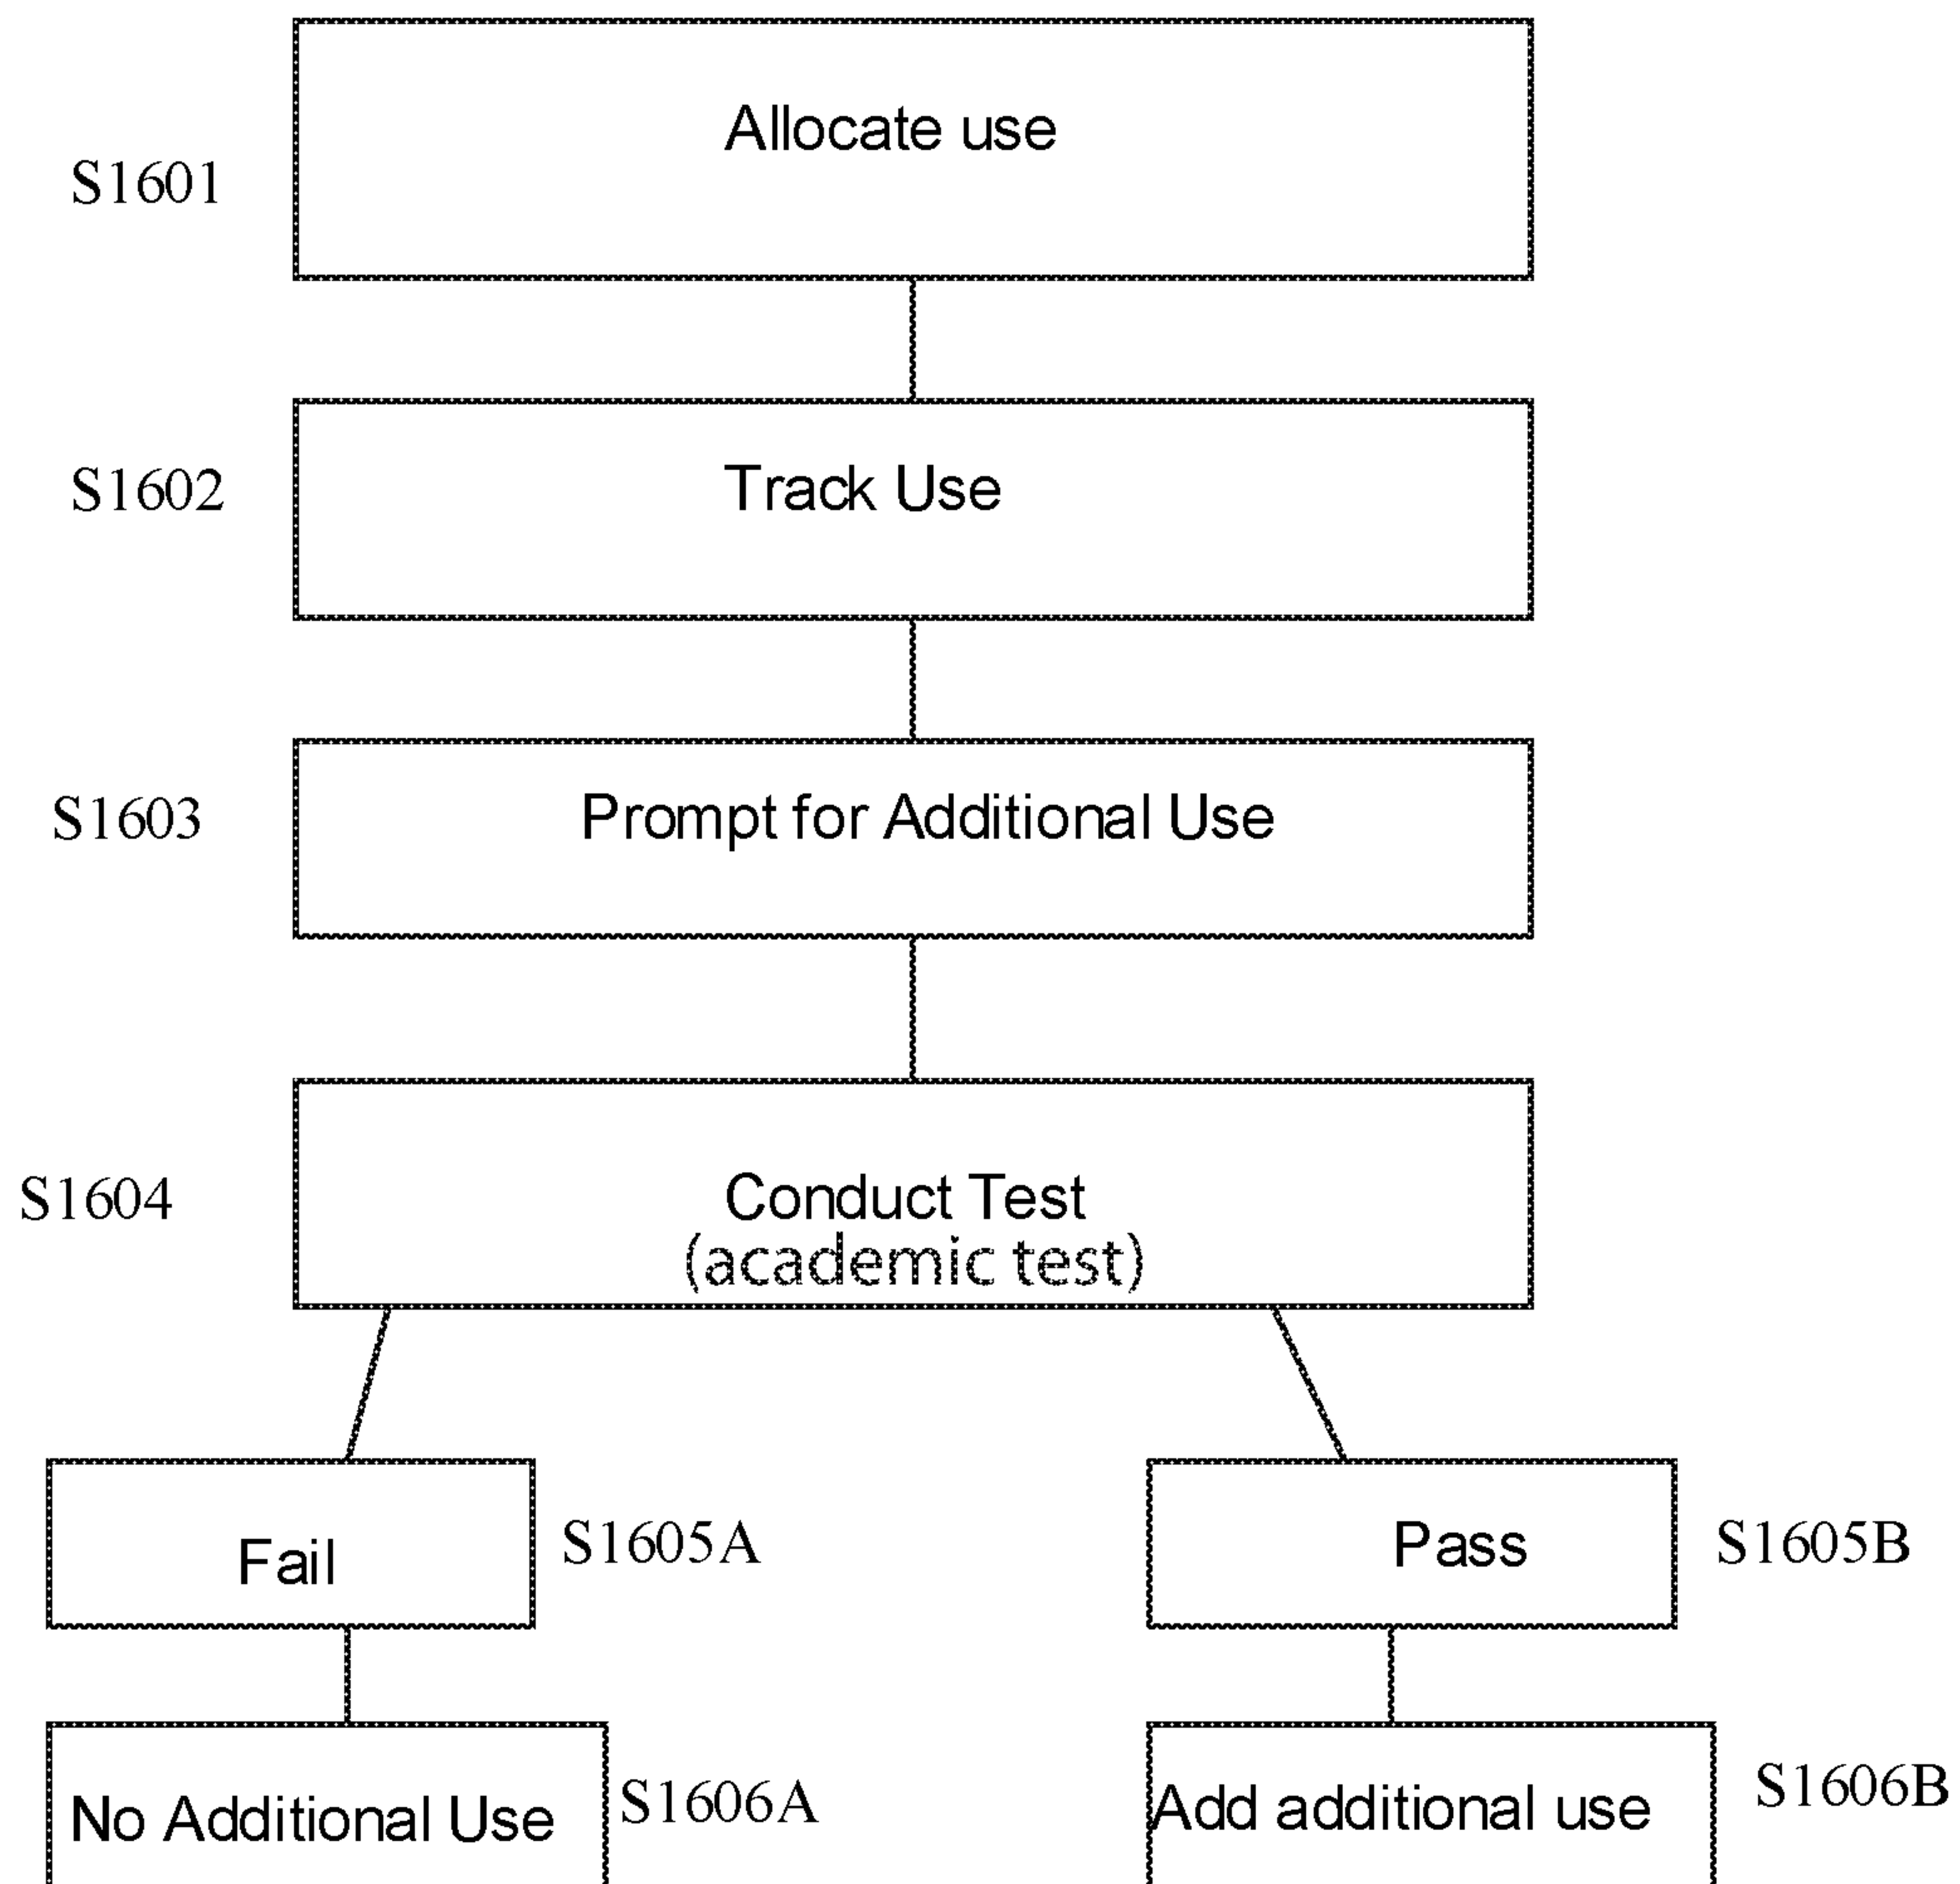 Allocate use
S1601
Track Use
S1602
Prompt for Additional Use
S1603
Conduct Test
S1604
(academic test)
Fail
S1605A
Pass
S1605B
No Additional Use
S1606A
Add additional use
S1606B